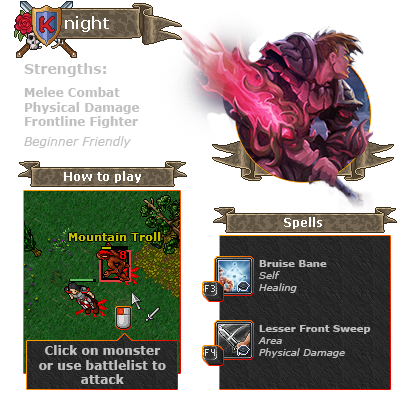 Knight
Strengths:
Melee Combat
Physical Damage
Frontline Fighter
Beginner Friendly
How to play
Mountain Troll
Click on monster
or use battlelist to
attack
Spells
Bruise Bane
Self
Healing
F3
Lesser Front Sweep
Area
Physical Damage
F4